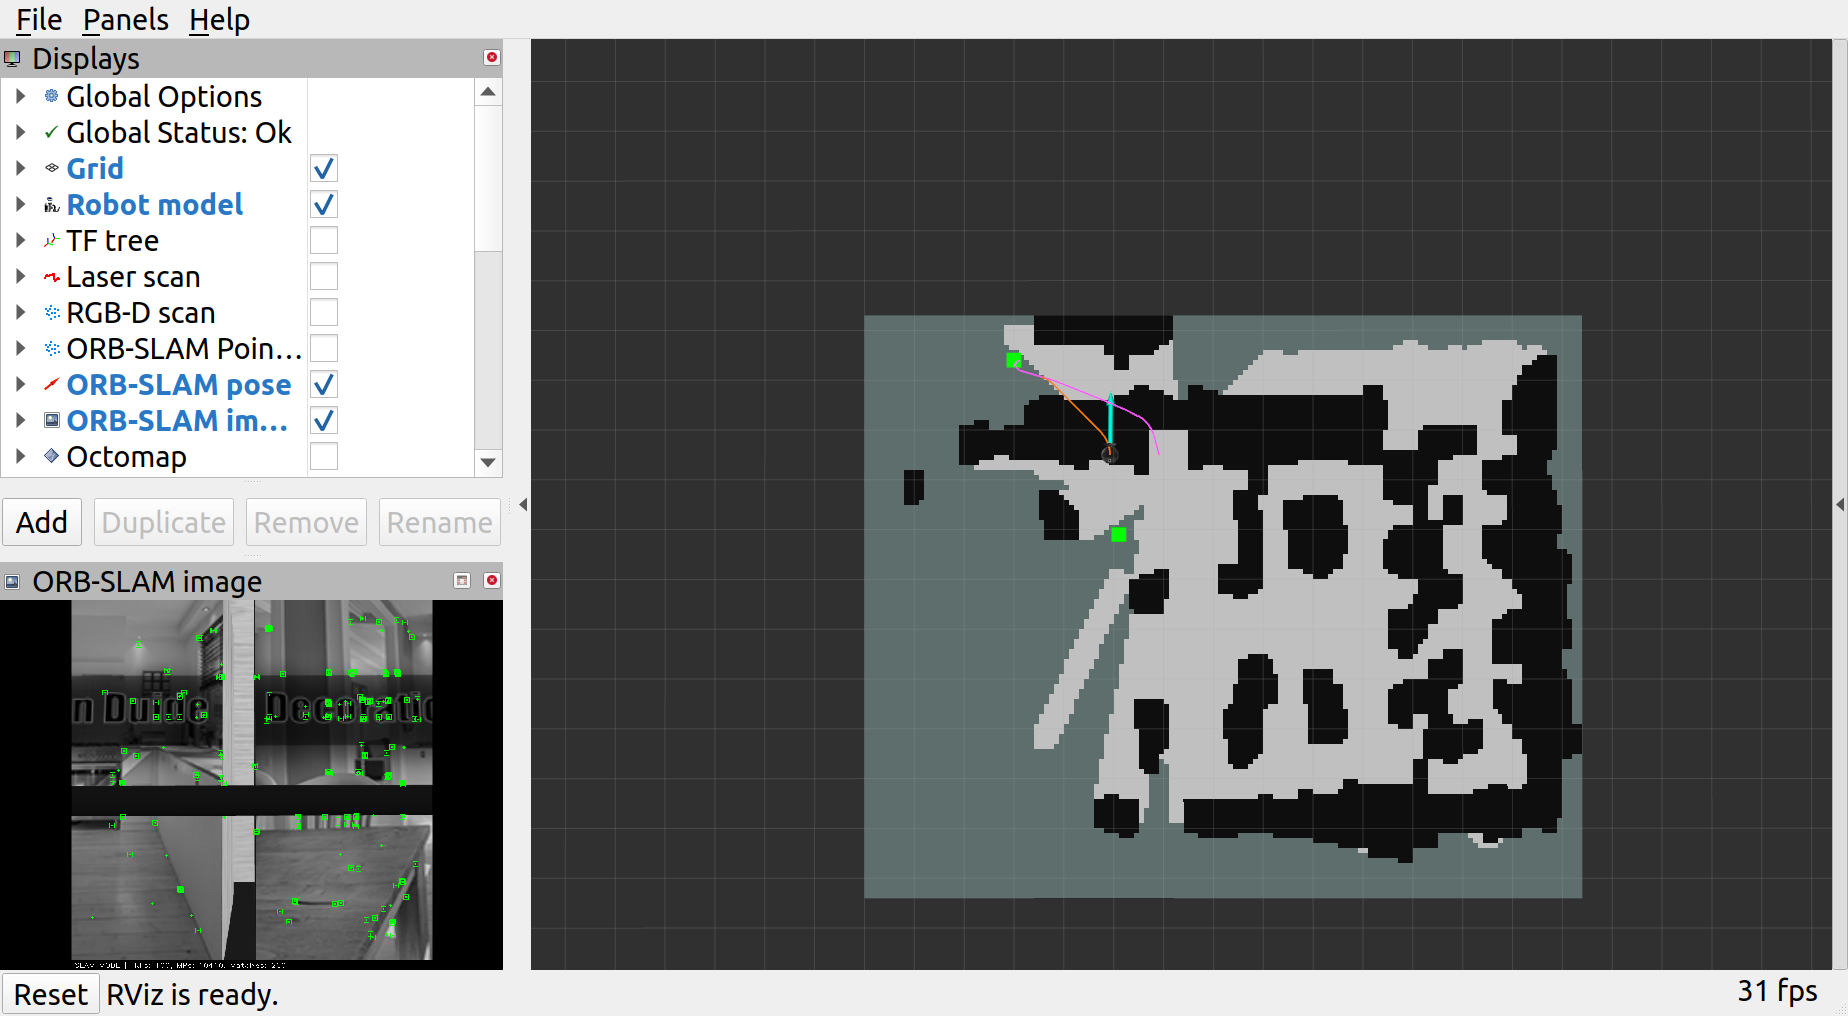 File Panels Help
Displays
Global Options
Global Status: Ok
Grid
Robot model
TF tree
Laser scan
RGB-D scan
ORB-SLAM Poin...
ORB-SLAM pose
ORB-SLAM im...
Octomap
Add Duplicate Remove Rename
ORB-SLAM image
n Duide Decorati
Reset RViz is ready.
31 fps